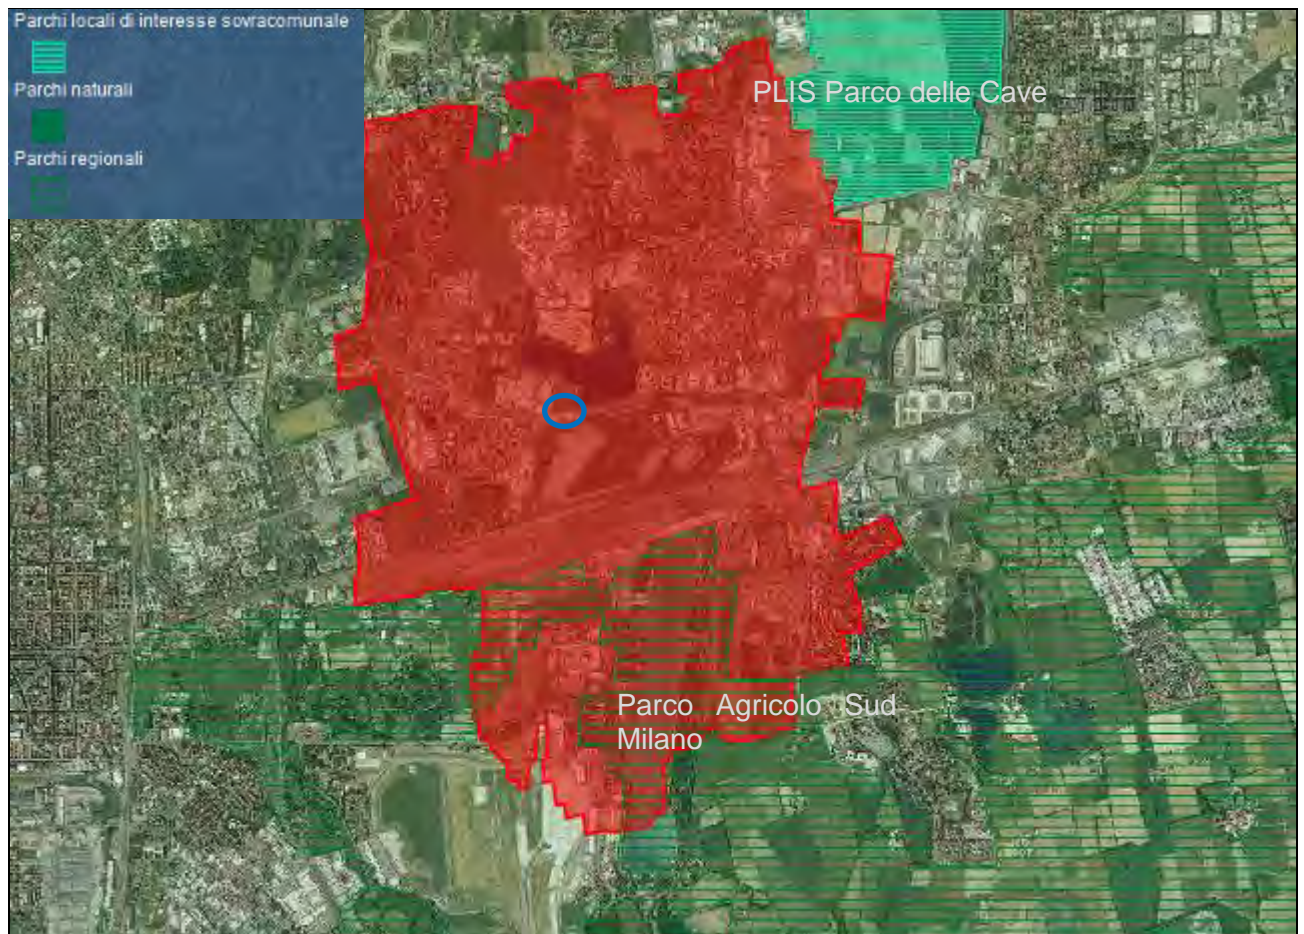 Parchi locali di interesse sovracomunale
Parchi naturali
Parchi regionali
PLIS Parco delle Cave
Parco Agricolo Sud
Milano